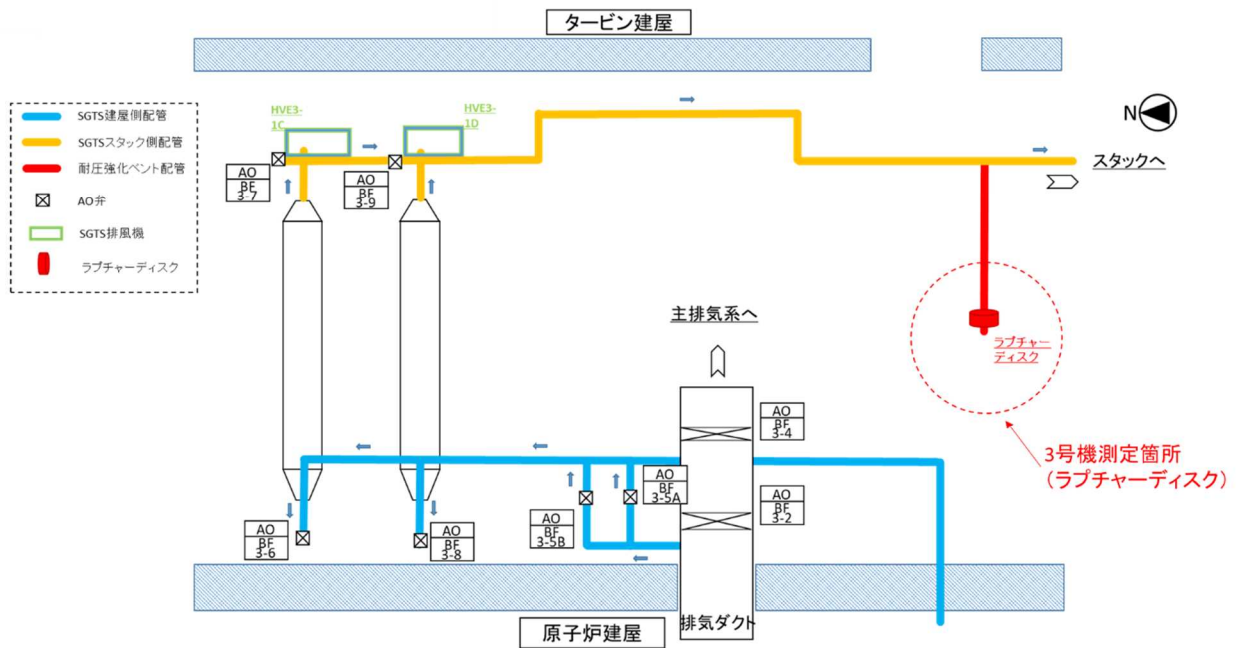 タービン建屋
SGTS建屋側配管
SGTSスタック側配管
耐圧強化ベント配管
AO弁
SGTS排風機
ラプチャーディスク
HVE3-
1C
HVE3-
1D
N
AO
BF
3-7
AO
BF
3-9
スタックへ
主排気系へ
ラプチャー
ディスク
AO
BF
3-4
3号機測定箇所
(ラプチャーディスク)
AO
BF
3-5A
AO
BF
3-2
AO
BF
3-5B
AO
BF
3-6
AO
BF
3-8
原子炉建屋
排気ダクト